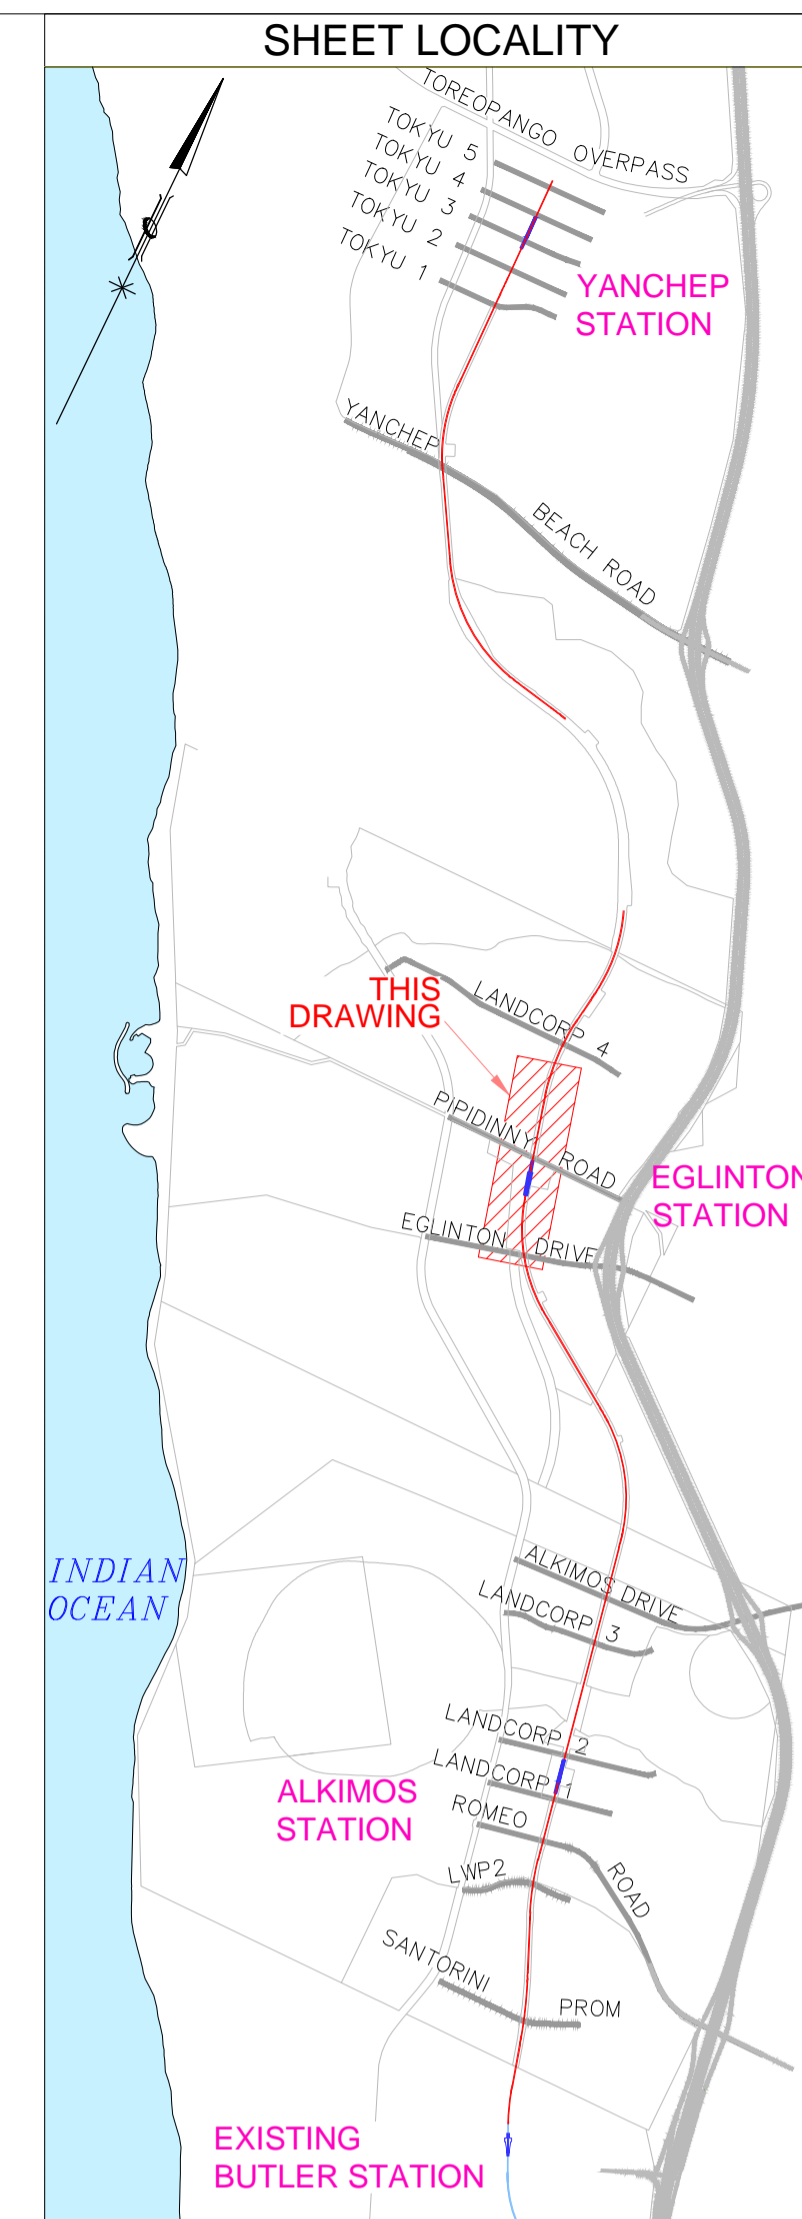 SHEET LOCALITY
TOREOPANGO OVERPASS
TOKYU 5
TOKYU 4
TOKYU 3
TOKYU 2
TOKYU 1
YANCHEP
STATION
YANCHEP BEACH ROAD
THIS
DRAWING
LANDCORP 4
PIPIDINNY ROAD
EGLINTON
STATION
EGLINTON DRIVE
INDIAN
OCEAN
ALKIMOS DRIVE
LANDCORP 3
LANDCORP 2
LANDCORP 1
ALKIMOS
STATION
ROMEO ROAD
LWP2
SANTORINI PROM
EXISTING
BUTLER STATION